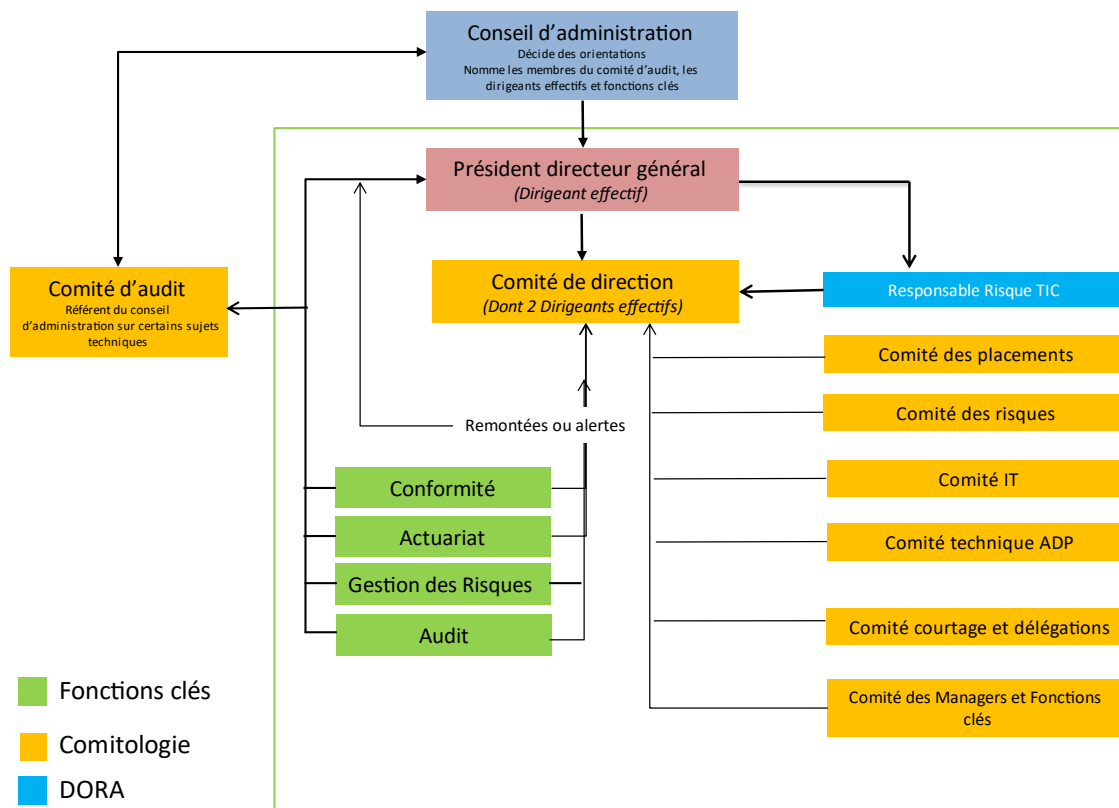 Conseil d’administration
Décide des orientations
Nomme les membres du comité d’audit, les
dirigeants effectifs et fonctions clés
Président directeur général
(Dirigeant effectif)
Comité d’audit
Référent du conseil
d’administration sur certains sujets
techniques
Comité de direction
(Dont 2 Dirigeants effectifs)
Responsable Risque TIC
Comité des placements
Comité des risques
Remontées ou alertes
Comité IT
Comité technique ADP
Comité courtage et délégations
Comité des Managers et Fonctions
clés
Conformité
Actuariat
Gestion des Risques
Audit
Fonctions clés
Comitologie
DORA